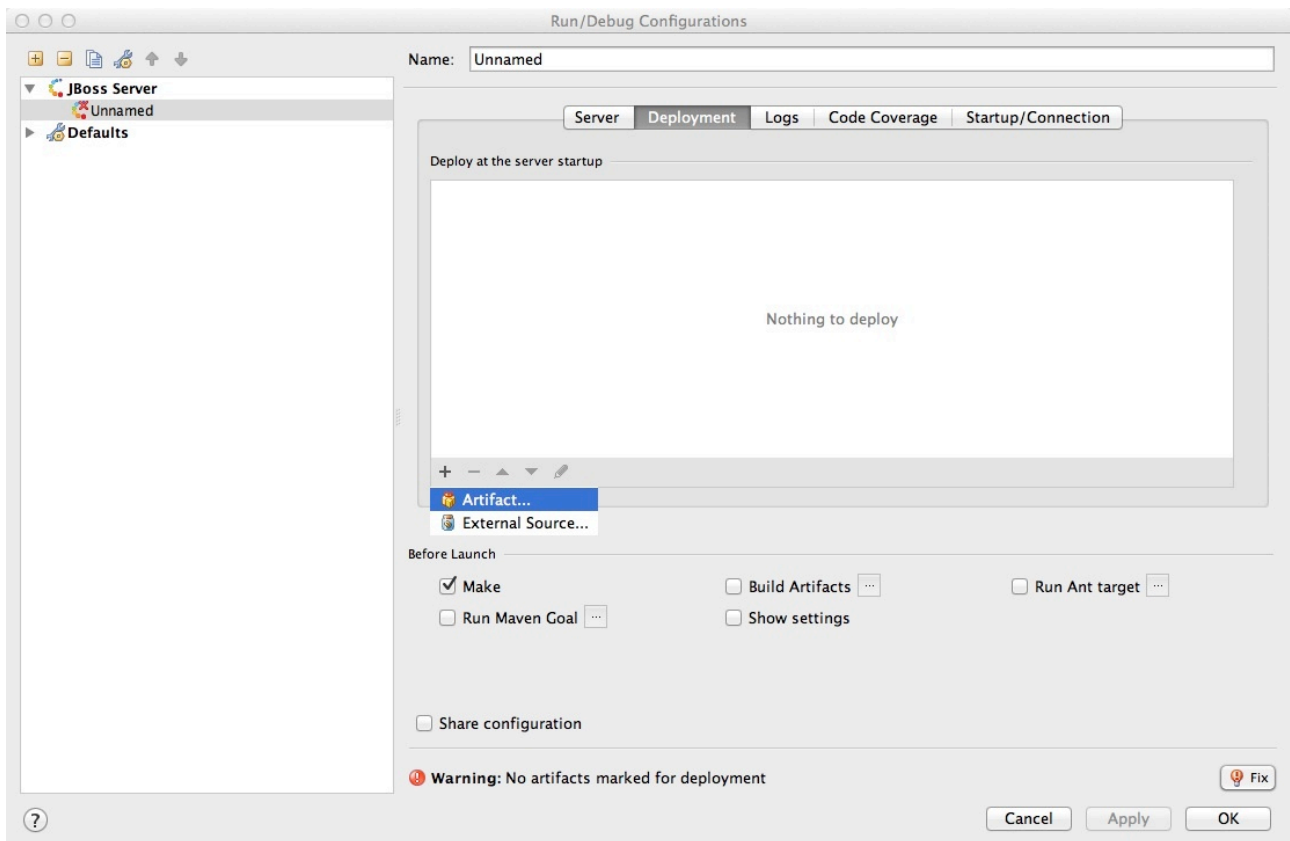 Run/Debug Configurations
Name: Unnamed
JBoss Server
Unnamed
Defaults
Server Deployment Logs Code Coverage Startup/Connection
Deploy at the server startup
Nothing to deploy
Artifact...
External Source...
Before Launch
Make Build Artifacts ... Run Ant target ...
Run Maven Goal ... Show settings
Share configuration
Warning: No artifacts marked for deployment Fix
? Cancel Apply OK